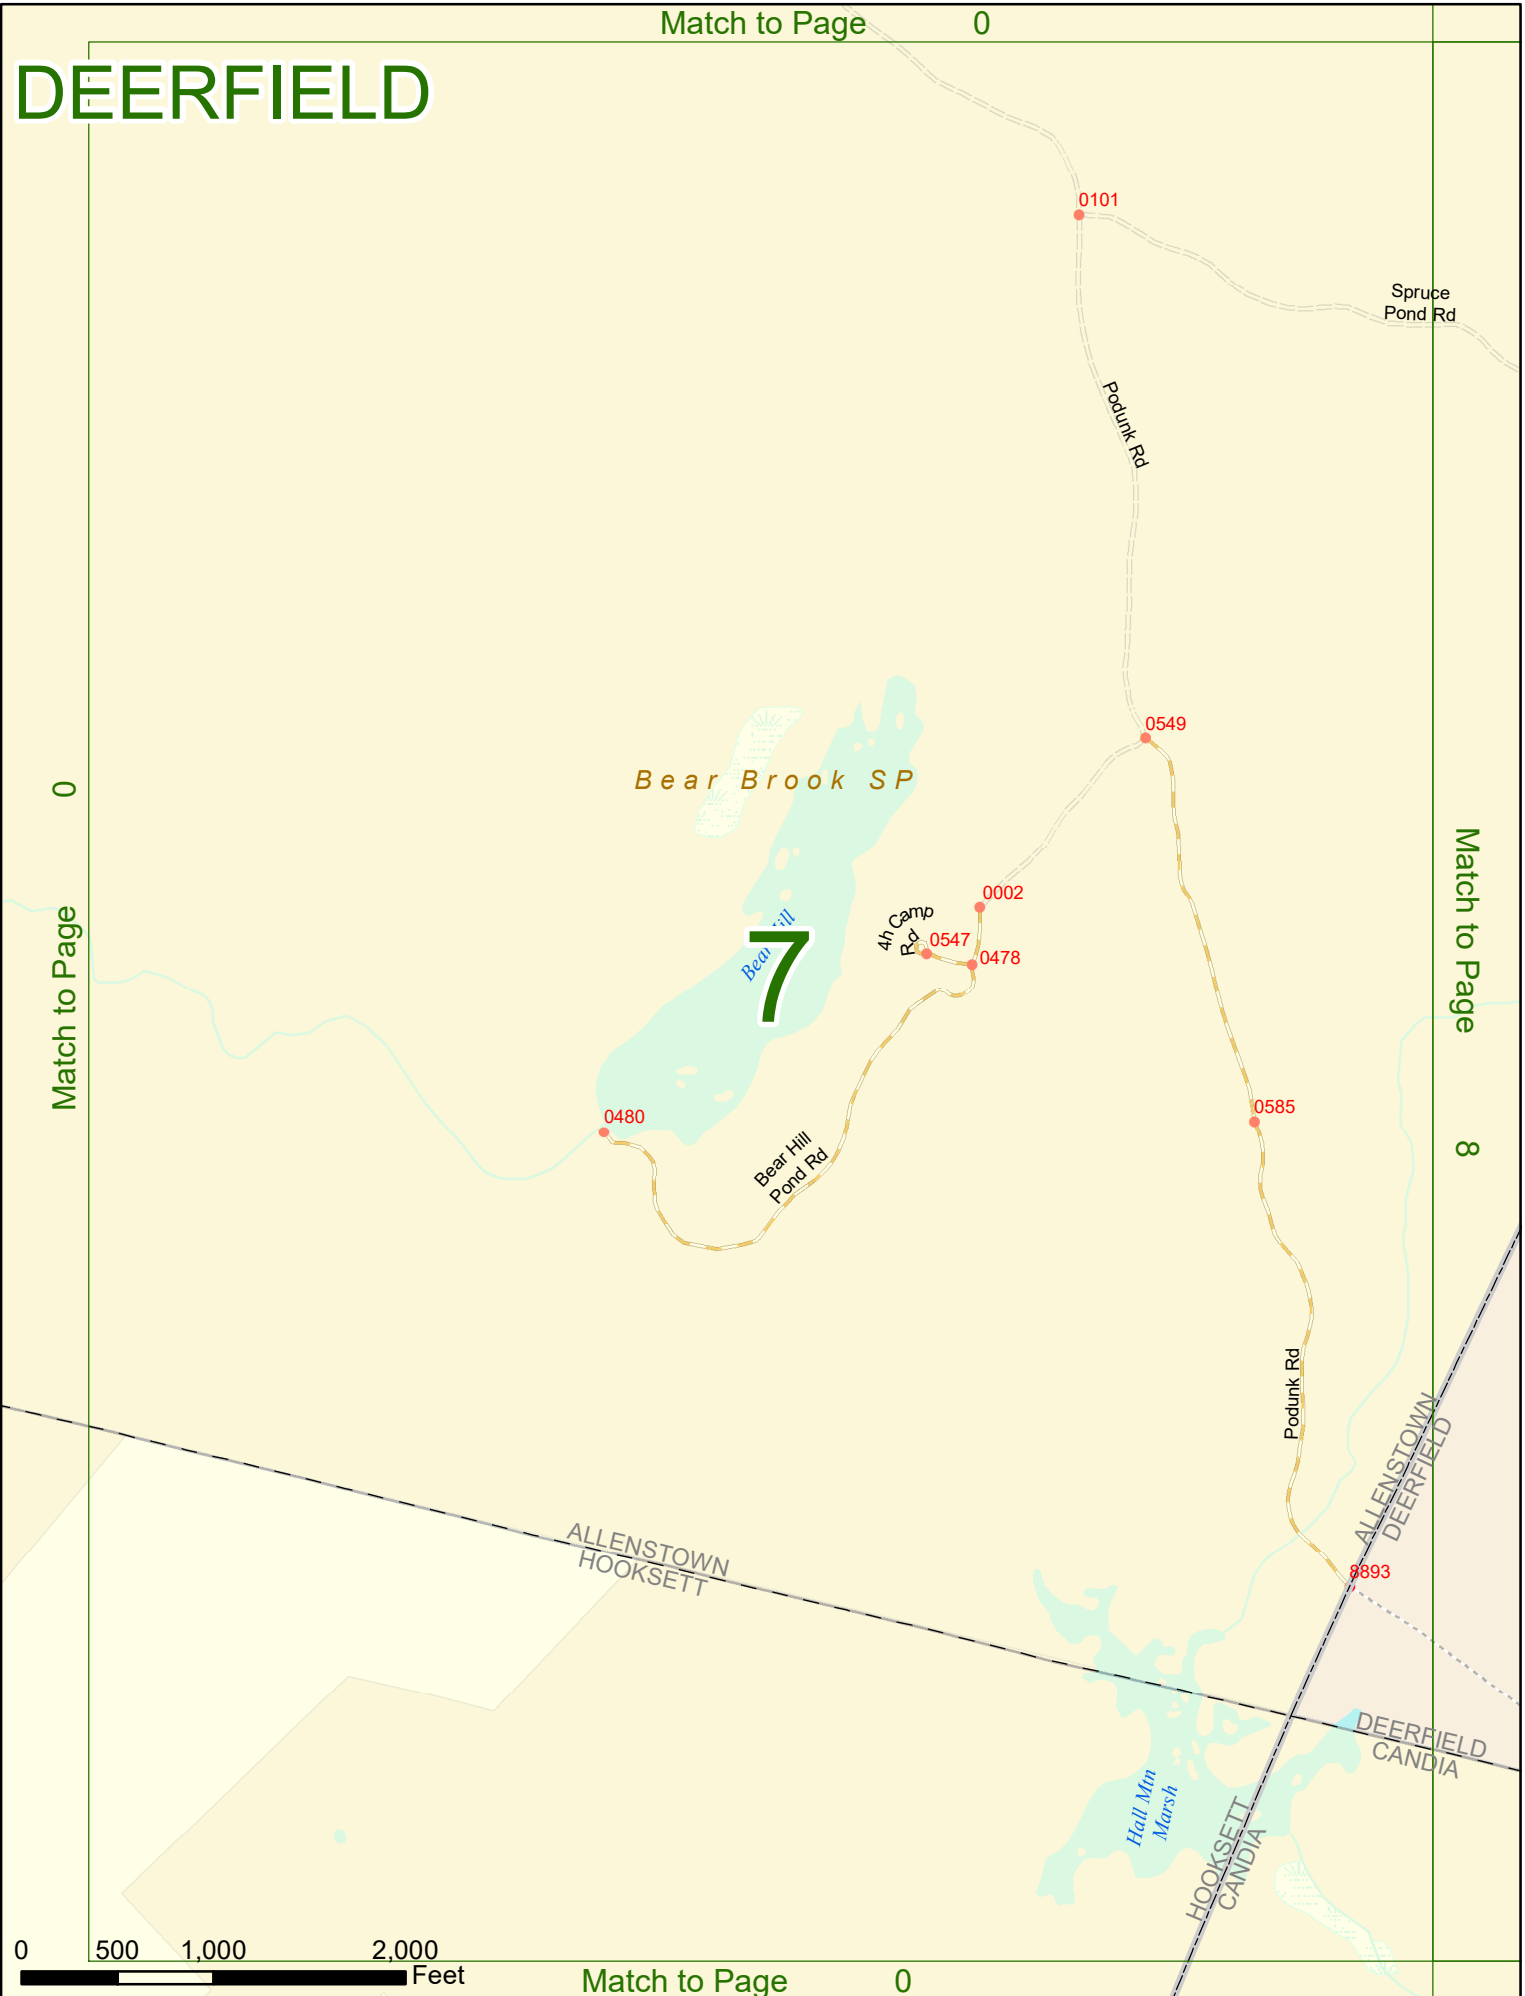 Match to Page 0
DEERFIELD
0101
Spruce
Pond Rd
Podunk Rd
0549
Bear Brook SP
0
Match to Page
Match to Page
8
0002
4h Camp
Rd
0547
0478
Bear Hill
7
0480
0585
Bear Hill
Pond Rd
Podunk Rd
ALLENSTOWN
DEERFIELD
ALLENSTOWN
HOOKSETT
8893
DEERFIELD
CANDIA
Hall Mtn
Marsh
HOOKSETT
CANDIA
0 500 1,000 2,000
Feet
Match to Page 0